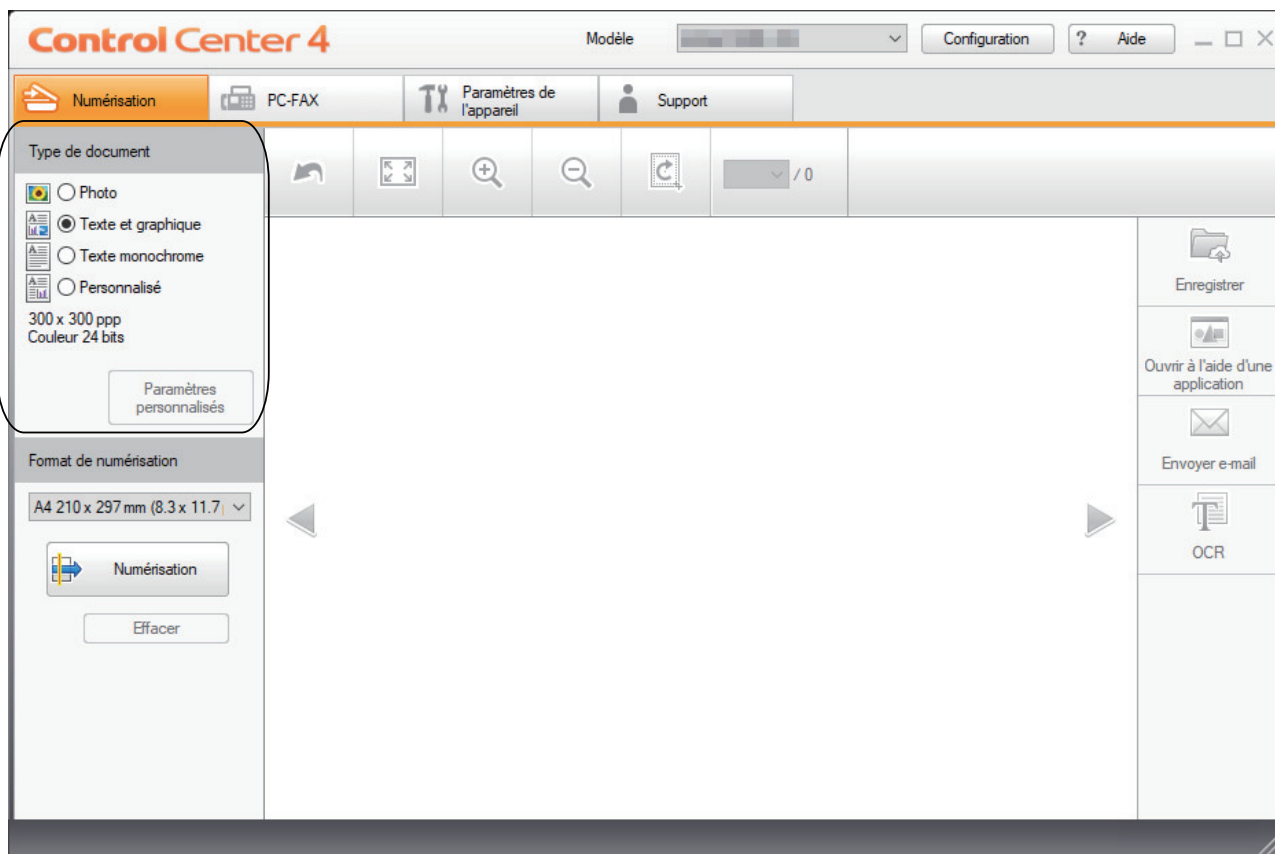 Control Center 4
Modèle
Configuration
? Aide
Numérisation
PC-FAX
Paramètres de
l'appareil
Support
Type de document
/ 0
Photo
Texte et graphique
Texte monochrome
Personnalisé
300 x 300 ppp
Couleur 24 bits
Paramètres
personnalisés
Format de numérisation
A4 210 x 297 mm (8.3 x 11.7
Numérisation
Effacer
Enregistrer
Ouvrir à l'aide d'une
application
Envoyer e-mail
OCR